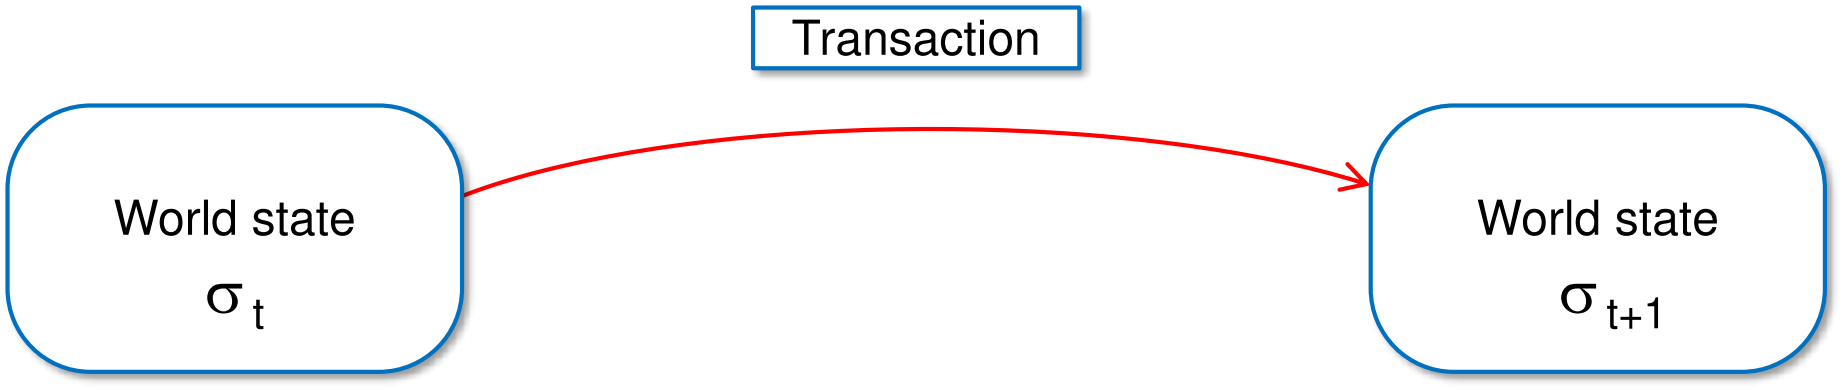 Transaction
World state
σ t
World state
σ t+1